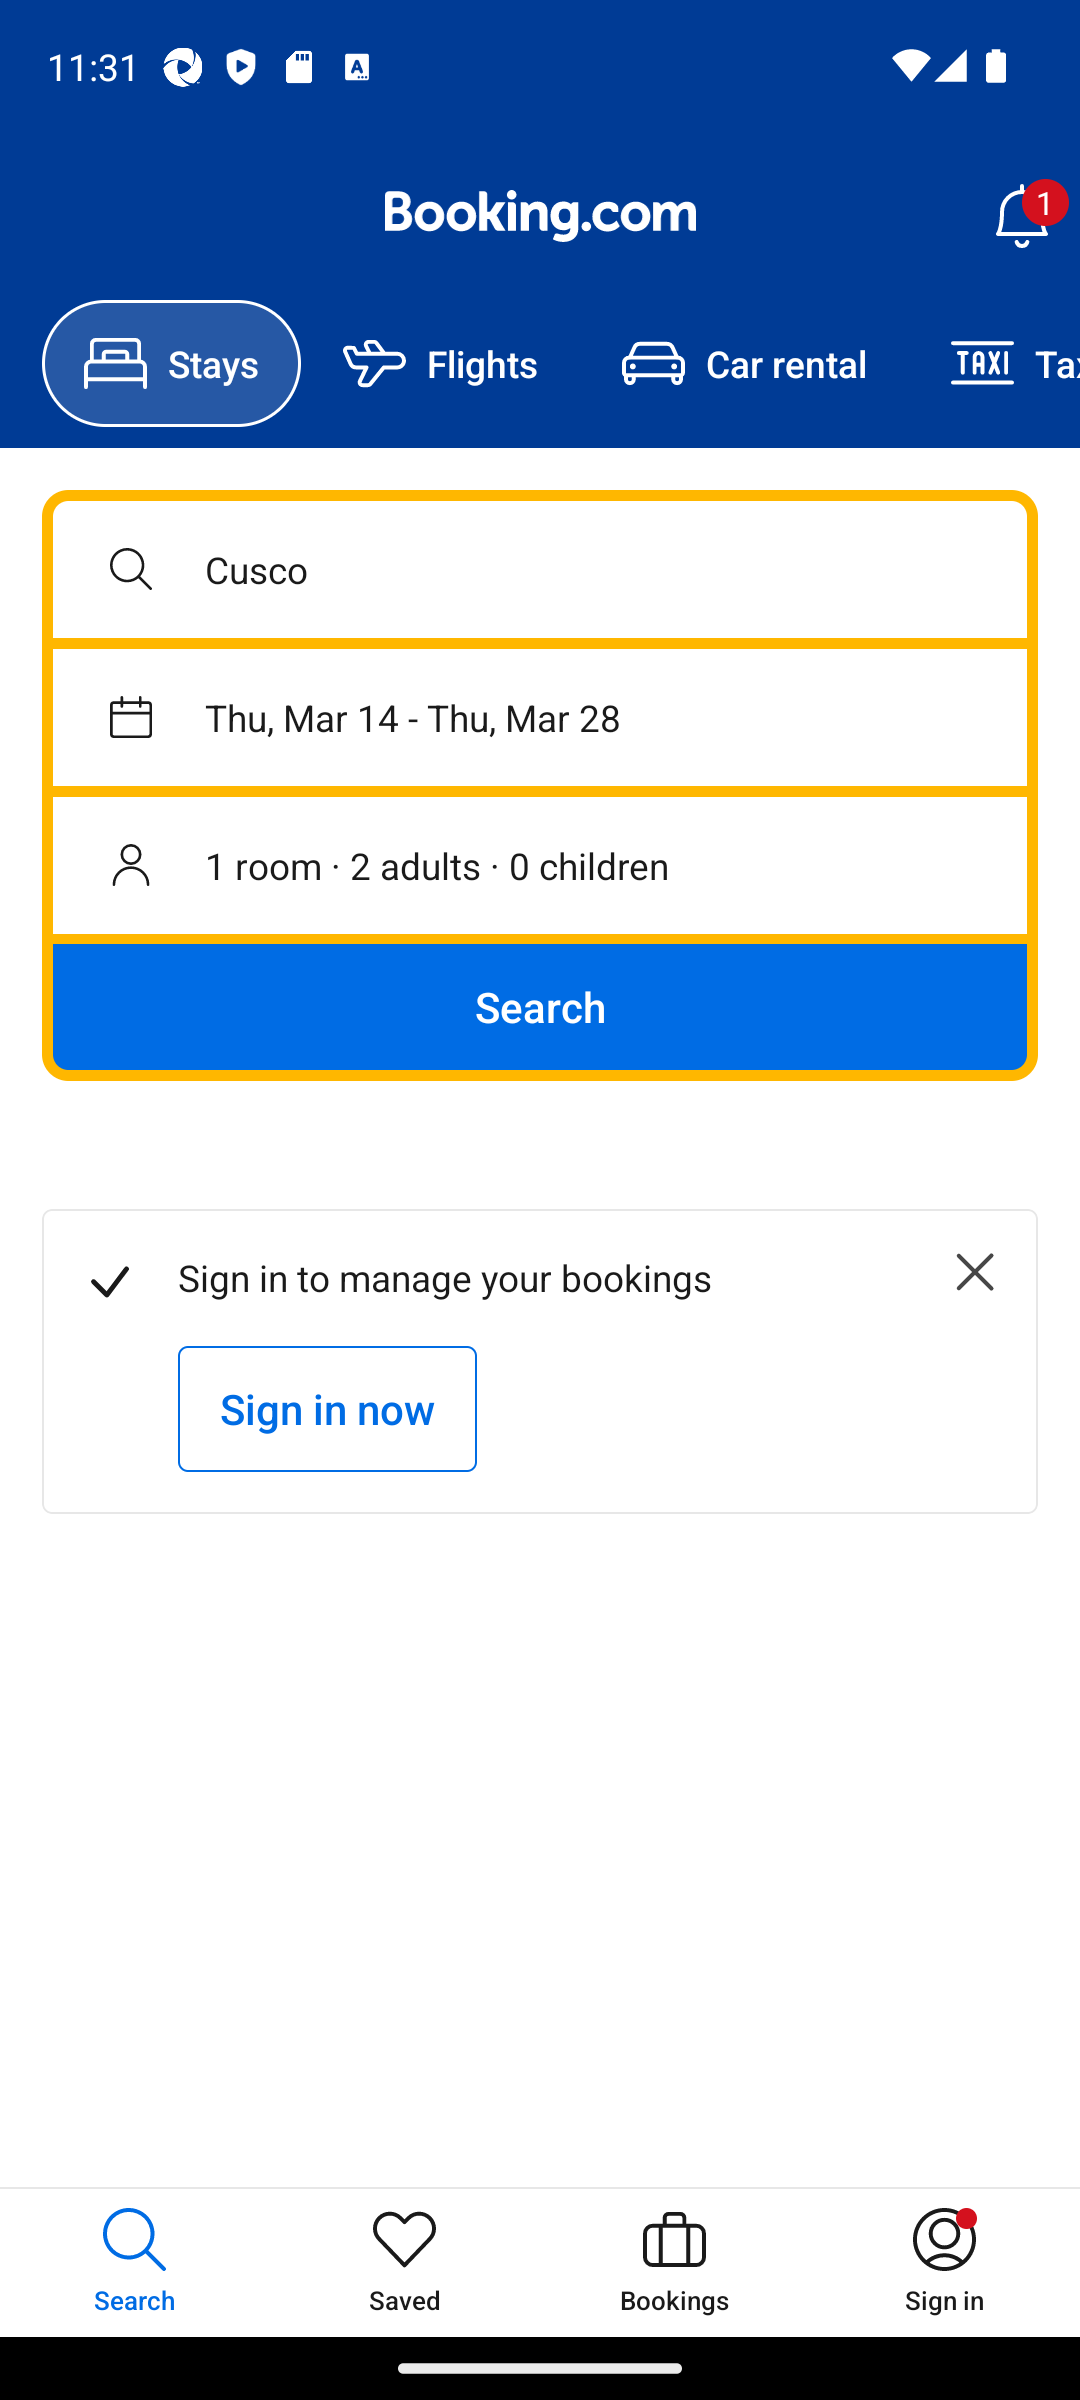 11:31
Booking.com
1
Stays
Flights
Car rental
TAXI
Cusco
Thu, Mar 14 - Thu, Mar 28
1 room · 2 adults · 0 children
Search
Sign in to manage your bookings
Sign in now
Search
Saved
Bookings
Sign in